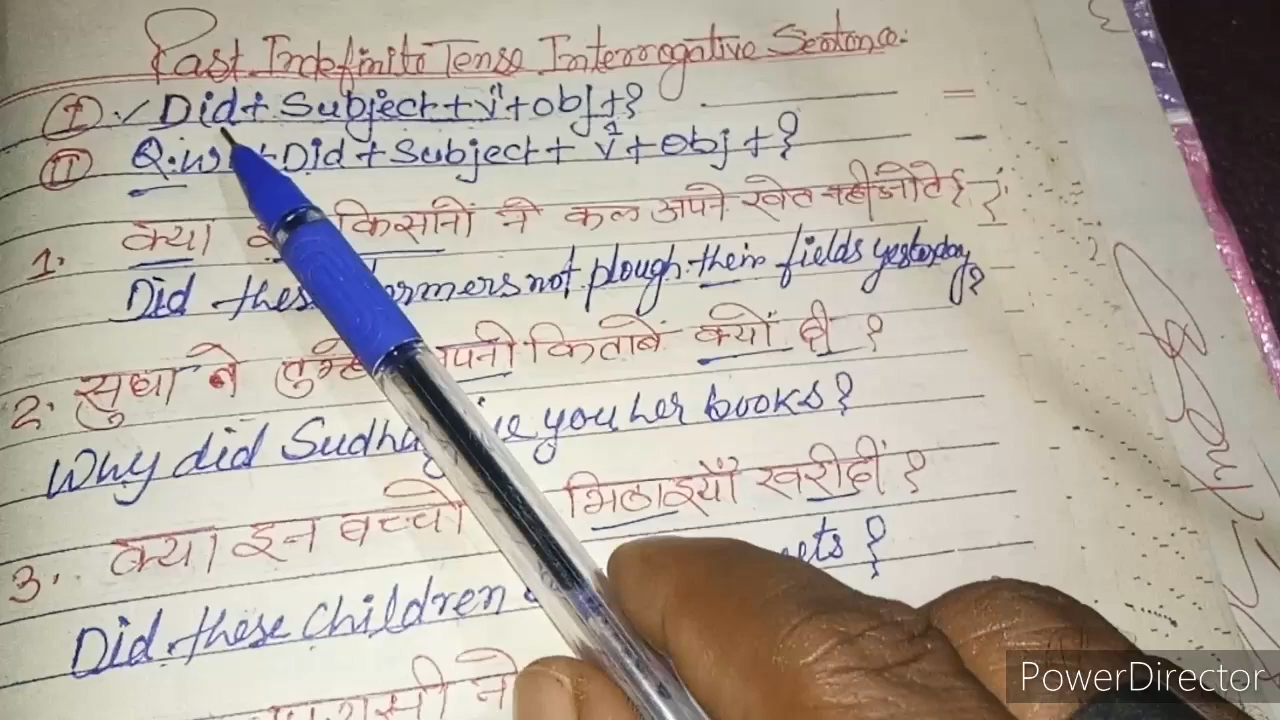 Past Indefinite Tense Interrogative Sentence.
I ✓ Did + Subject + V¹ + obj + ?
II Q.w + Did + Subject + V¹ + Obj + ?
1. क्या किसानों ने कल अपने खेत नहीं जोते ?
Did these farmers not plough their fields yesterday ?
2. सुधा ने तुम्हें अपनी किताबें क्यों दी ?
Why did Sudha give you her books ?
3. क्या इन बच्चों मिठाइयाँ खरीदीं ?
Did these children ?
ने
PowerDirector